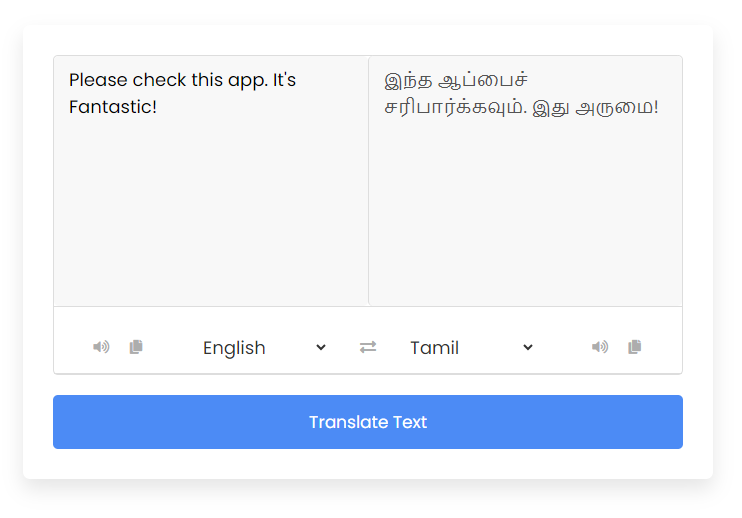 Please check this app. It's
Fantastic!
இந்த ஆப்பைச்
சரிபார்க்கவும். இது அருமை!
English
Tamil
Translate Text